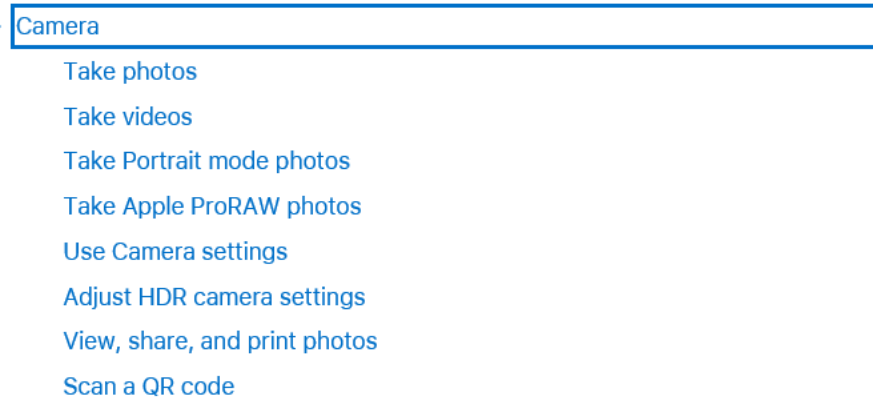 Camera
Take photos
Take videos
Take Portrait mode photos
Take Apple ProRAW photos
Use Camera settings
Adjust HDR camera settings
View, share, and print photos
Scan a QR code